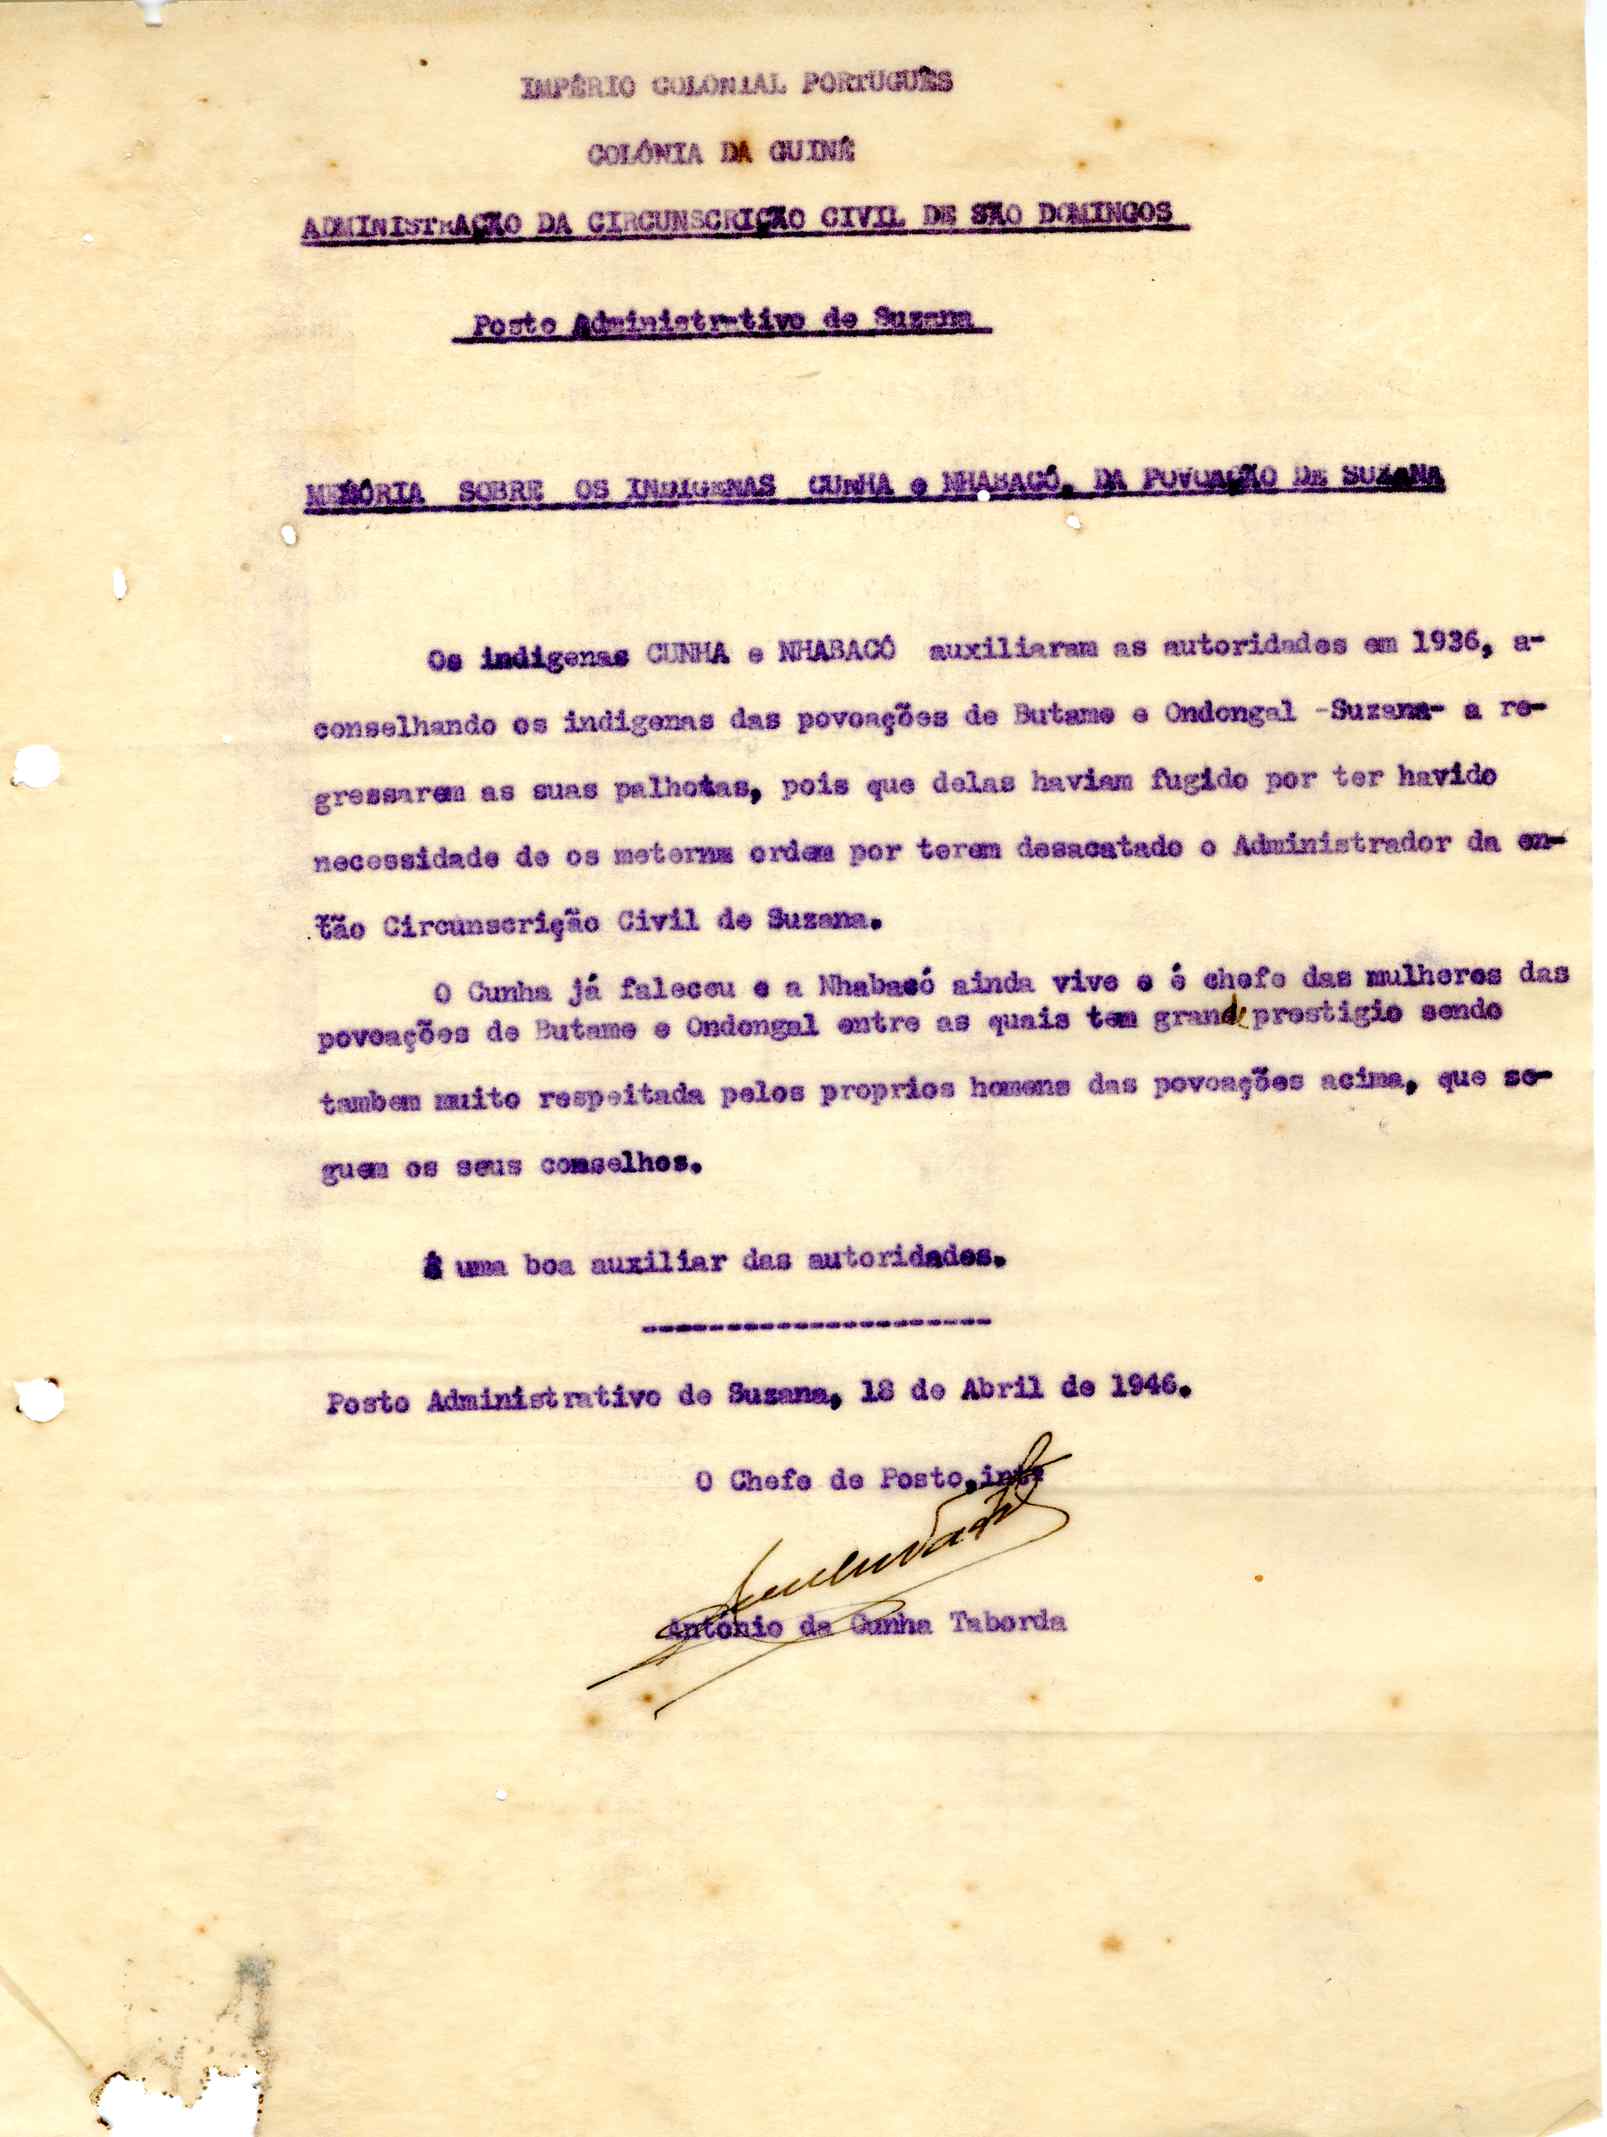 IMPÉRIO COLONIAL PORTUGUÊS
COLÓNIA DA GUINÉ
ADMINISTRAÇÃO DA CIRCUNSCRIÇÃO CIVIL DE SÃO DOMINGOS
Posto Administrativo de Suzana
MEMÓRIA SOBRE OS INDIGENAS CUNHA e NHABACÓ, DA POVOAÇÃO DE SUZANA
Os indigenas CUNHA e NHABACÓ auxiliaram as autoridades em 1936, a-
conselhando os indigenas das povoações de Butame e Ondongal -Suzana- a re-
gressarem as suas palhotas, pois que delas haviam fugido por ter havido
necessidade de os meterem ordem por terem desacatado o Administrador da en-
tão Circunscrição Civil de Suzana.
O Cunha já faleceu e a Nhabacó ainda vive e é chefe das mulheres das
povoações de Butame e Ondongal entre as quais tem grande prestigio sendo
tambem muito respeitada pelos proprios homens das povoações acima, que se-
guem os seus conselhos.
É uma boa auxiliar das autoridades.
-------------------------
Posto Administrativo de Suzana, 18 de Abril de 1946.
O Chefe de Posto,intº
António da Cunha Taborda